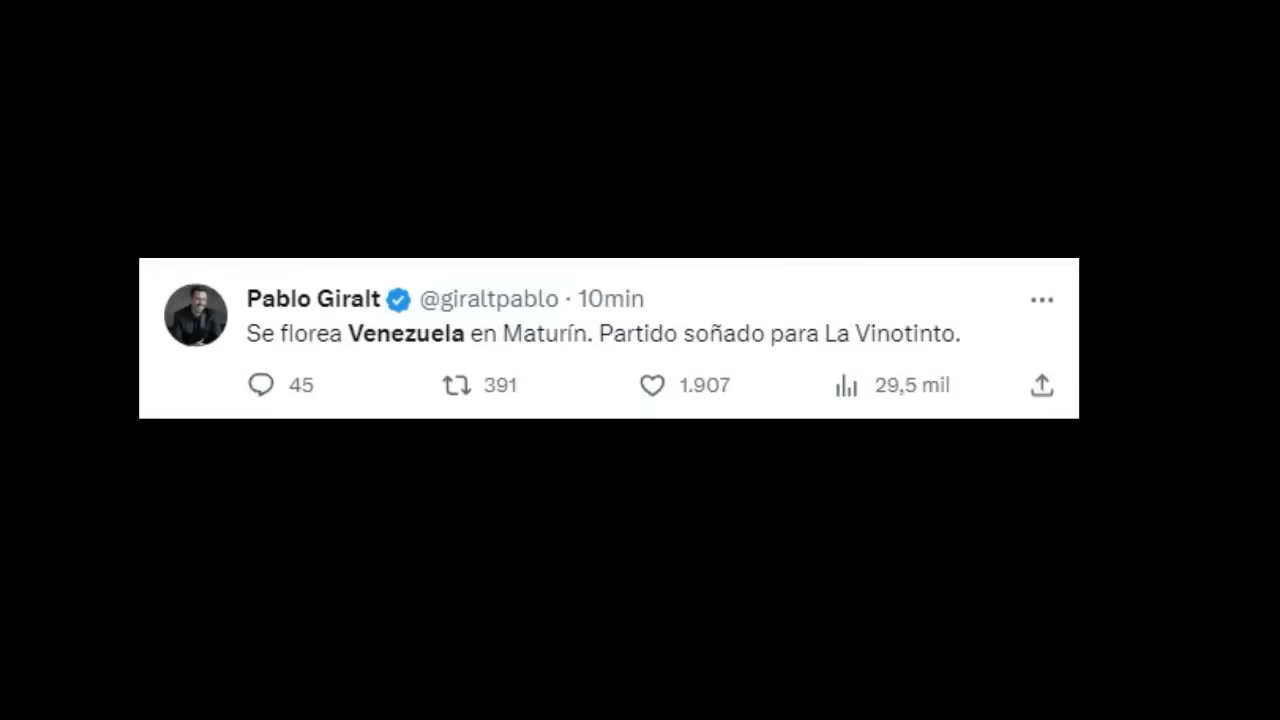 Pablo Giralt @giraltpablo · 10min
Se florea Venezuela en Maturín. Partido soñado para La Vinotinto.
45 391 1.907 29,5 mil